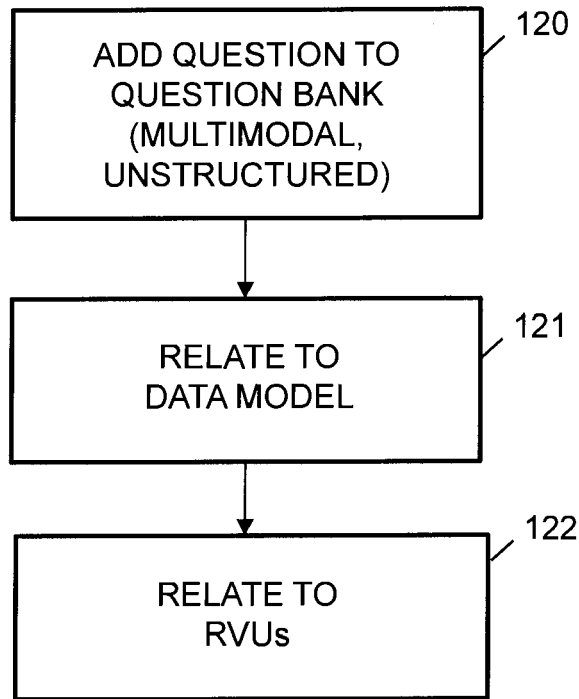 120
ADD QUESTION TO
QUESTION BANK
(MULTIMODAL,
UNSTRUCTURED)
121
RELATE TO
DATA MODEL
122
RELATE TO
RVUs